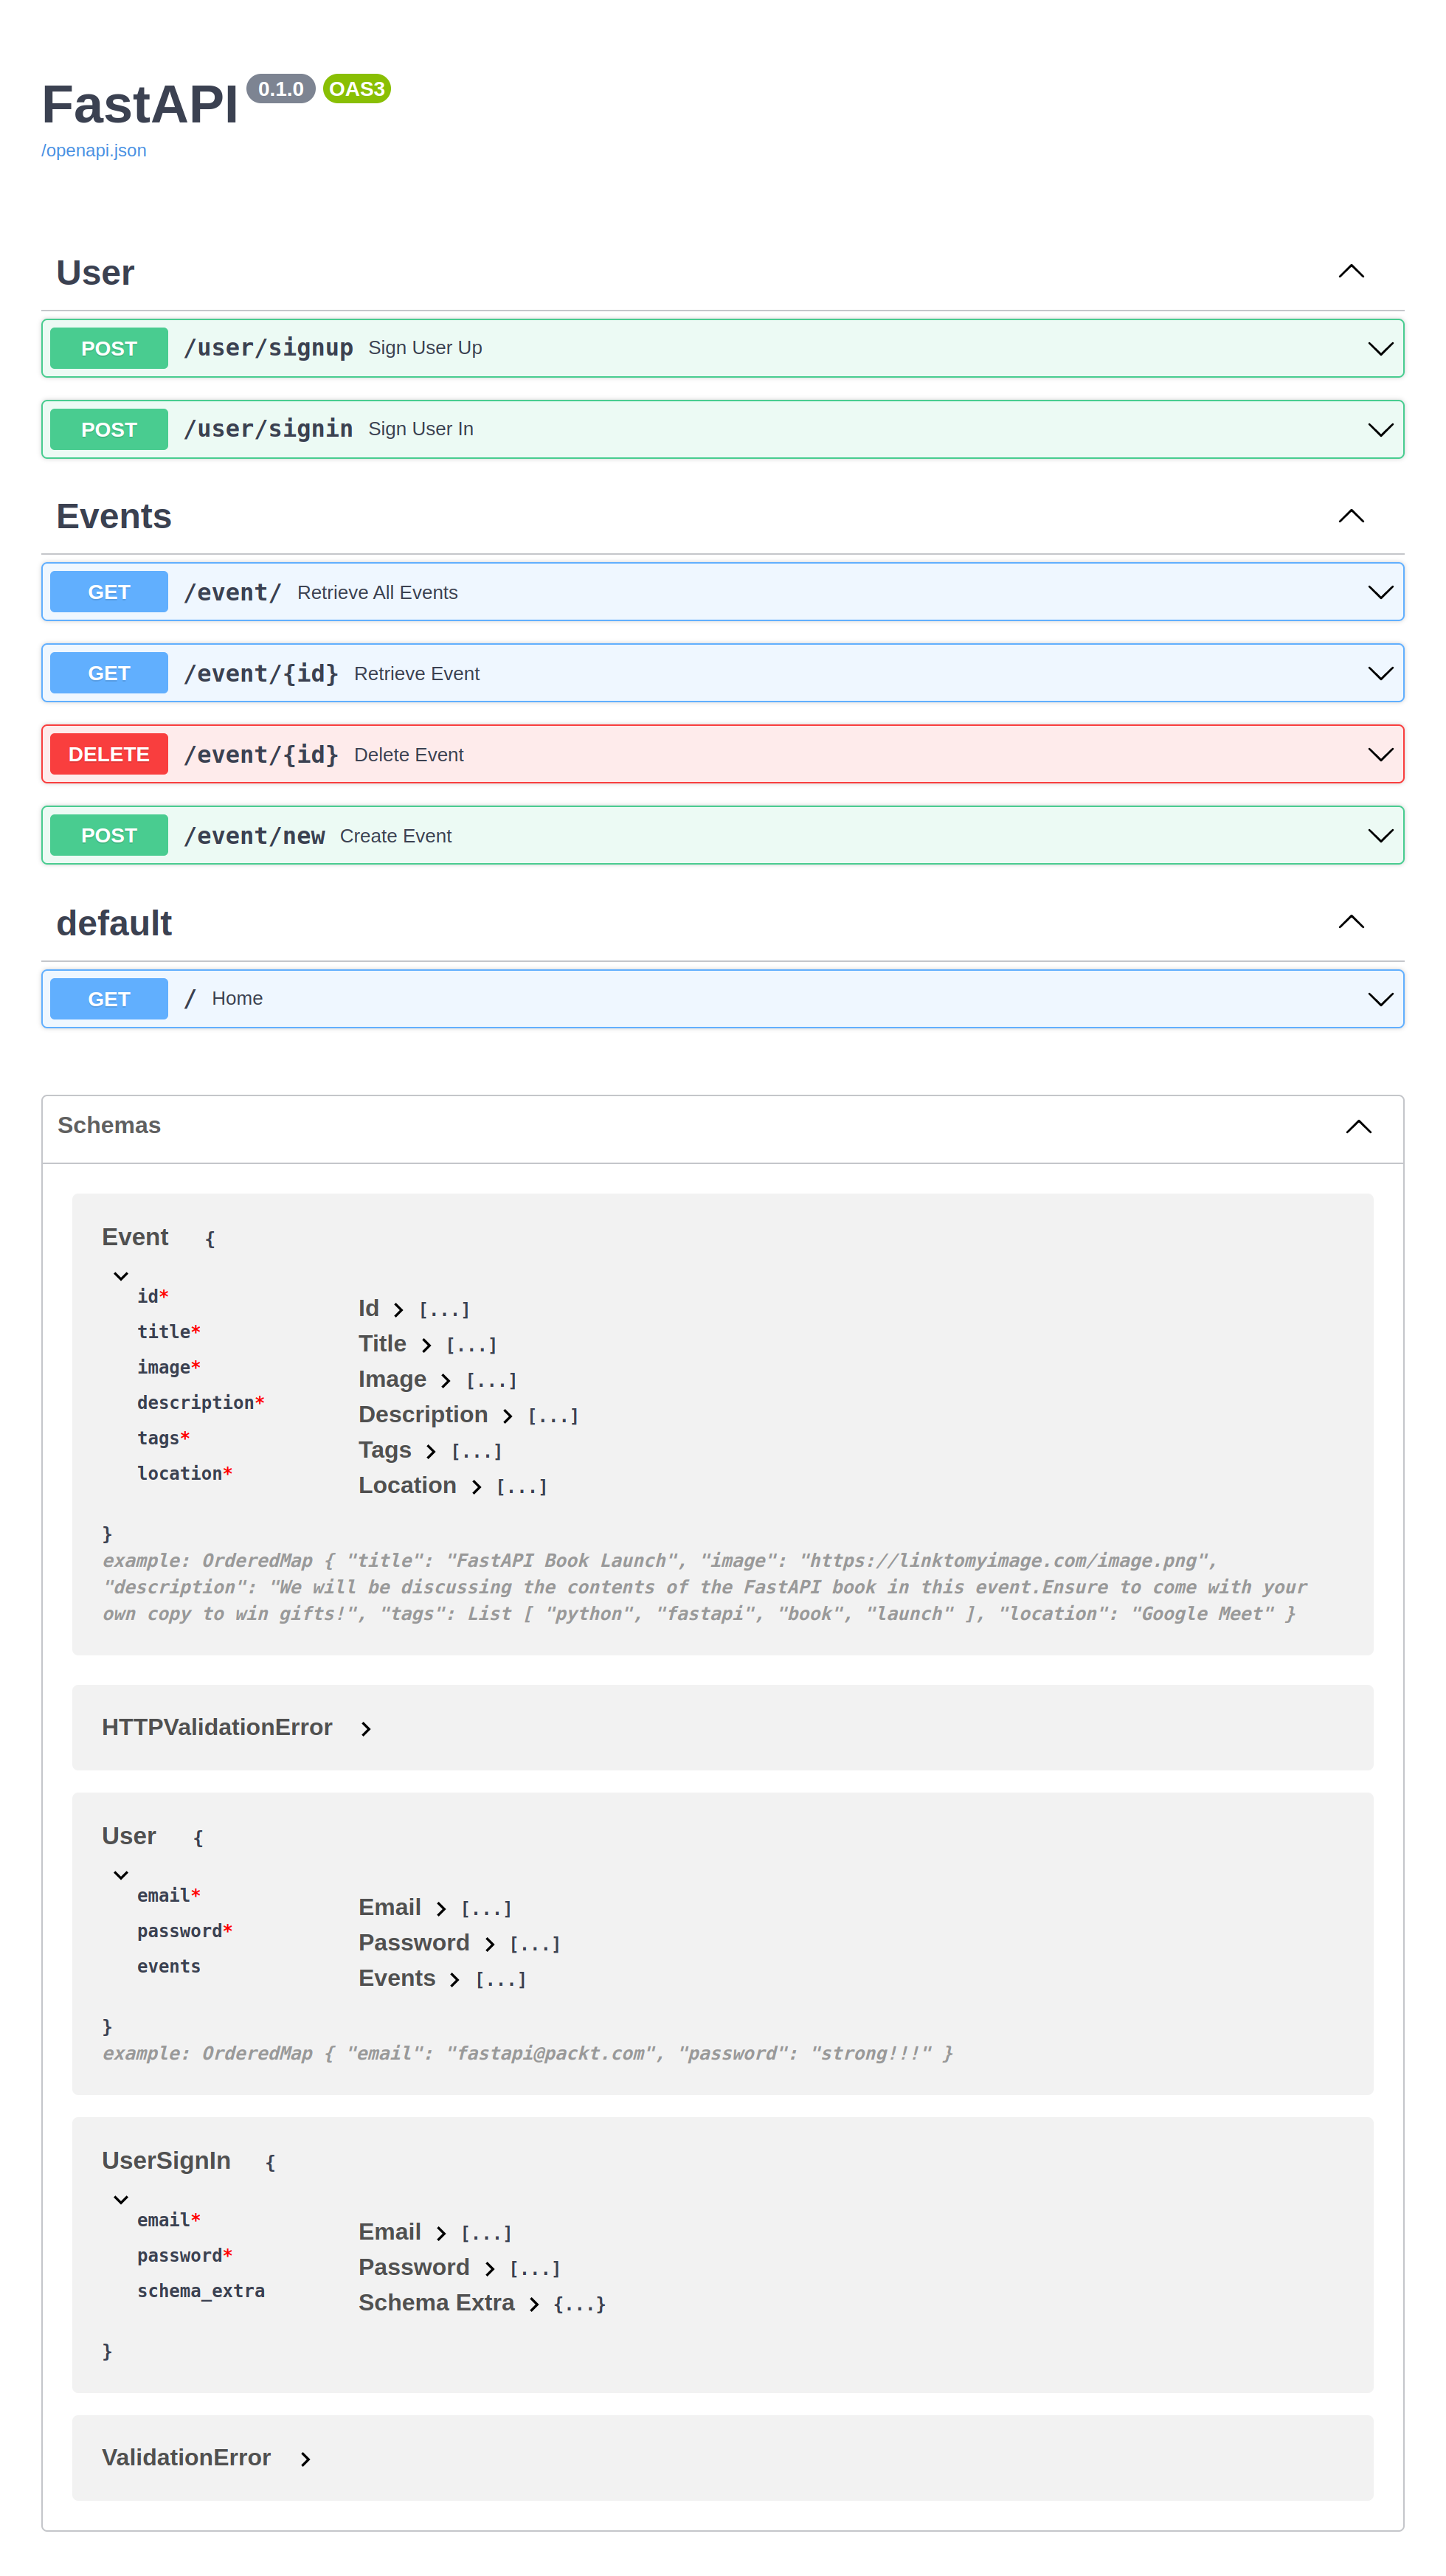 FastAPI 0.1.0 OAS3
/openapi.json
User
POST /user/signup Sign User Up
POST /user/signin Sign User In
Events
GET /event/ Retrieve All Events
GET /event/{id} Retrieve Event
DELETE /event/{id} Delete Event
POST /event/new Create Event
default
GET / Home
Schemas
Event {
id* Id > [...]
title* Title > [...]
image* Image > [...]
description* Description > [...]
tags* Tags > [...]
location* Location > [...]
}
example: OrderedMap { "title": "FastAPI Book Launch", "image": "https://linktomyimage.com/image.png",
"description": "We will be discussing the contents of the FastAPI book in this event.Ensure to come with your
own copy to win gifts!", "tags": List [ "python", "fastapi", "book", "launch" ], "location": "Google Meet" }
HTTPValidationError >
User {
email* Email > [...]
password* Password > [...]
events Events > [...]
}
example: OrderedMap { "email": "fastapi@packt.com", "password": "strong!!!" }
UserSignIn {
email* Email > [...]
password* Password > [...]
schema_extra Schema Extra > {...}
}
ValidationError >